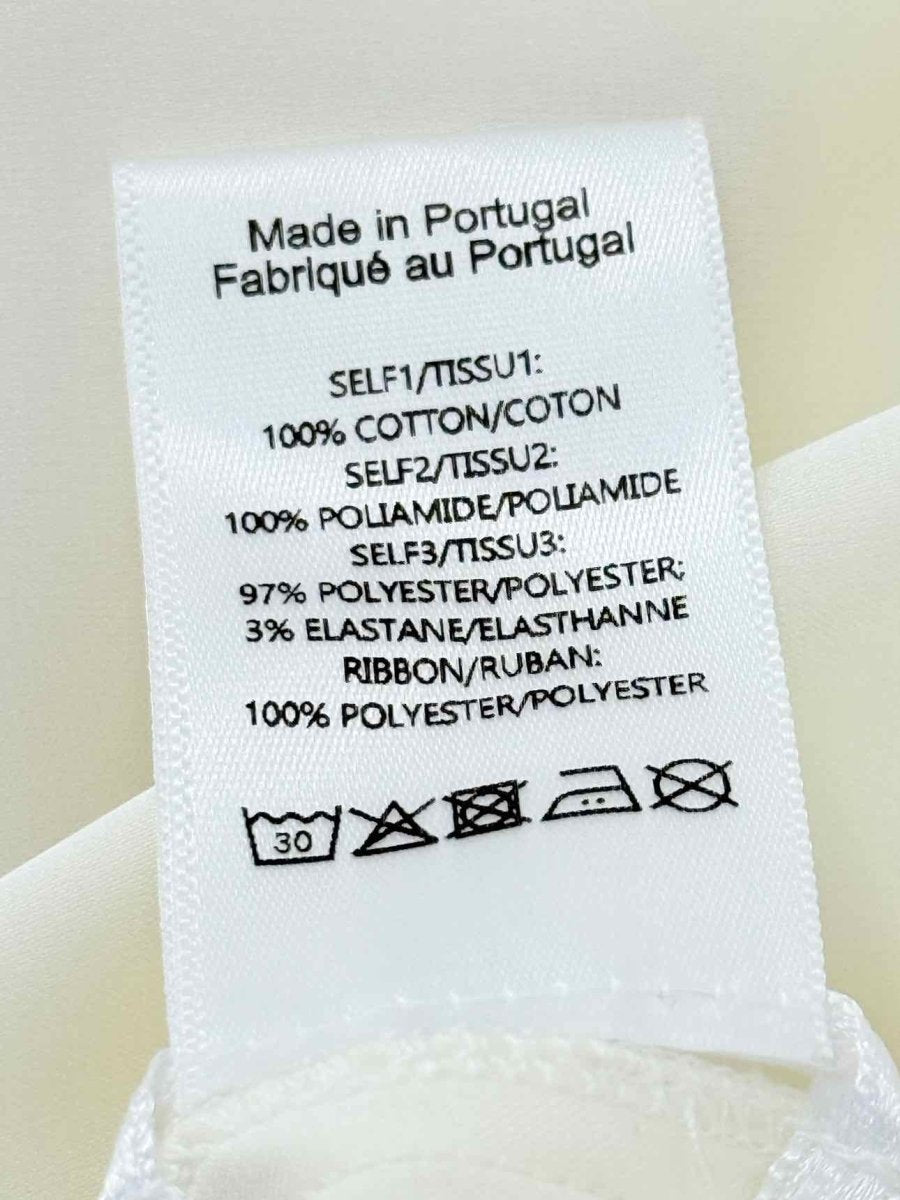 Made in Portugal
Fabriqué au Portugal
SELF1/TISSU1:
100% COTTON/COTON
SELF2/TISSU2:
100% POLIAMIDE/POLIAMIDE
SELF3/TISSU3:
97% POLYESTER/POLYESTER;
3% ELASTANE/ELASTHANNE
RIBBON/RUBAN:
100% POLYESTER/POLYESTER
30